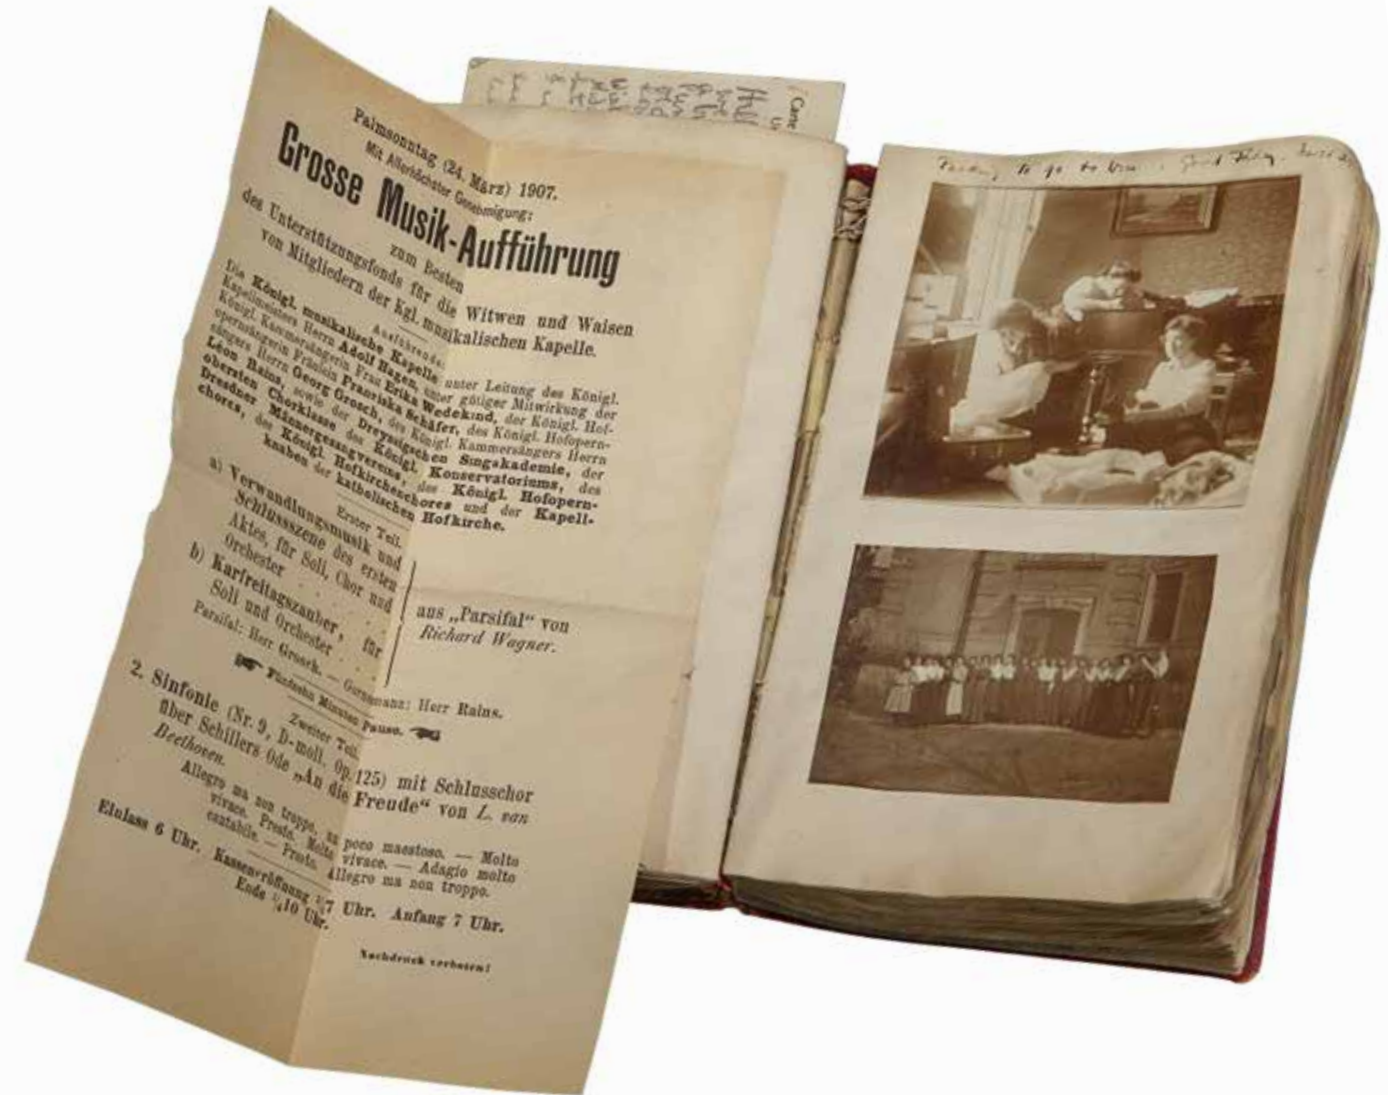 Palmsonntag (24. März) 1907.
Mit Allerhöchster Genehmigung:
Grosse Musik-Aufführung
zum Besten
des Unterstützungsfonds für die Witwen und Waisen
von Mitgliedern der Kgl. musikalischen Kapelle.
Ausführende:
Die Königl. musikalische Kapelle unter Leitung des Königl.
Kapellmeisters Herrn Adolf Hagen, unter gütiger Mitwirkung der
Königl. Kammersängerin Frau Erika Wedekind, der Königl. Hof-
opernsängerin Fräulein Franziska Schäfer, des Königl. Hofopern-
sängers Herrn Georg Grosch, des Königl. Kammersängers Herrn
Léon Rains, sowie der Dreyssigschen Singakademie, der
obersten Chorklasse des Königl. Konservatoriums, des
Dresdner Männergesangvereins, des Königl. Hofopern-
chores, des Königl. Hofkirchenchores und der Kapell-
knaben der katholischen Hofkirche.
Erster Teil.
a) Verwandlungsmusik und
Schlussszene des ersten
Aktes, für Soli, Chor und
Orchester . . . .
b) Karfreitagszauber, für
Soli und Orchester . . .
aus „Parsifal“ von
Richard Wagner.
Parsifal: Herr Grosch. — Gurnemanz: Herr Rains.
Fünfzehn Minuten Pause.
Zweiter Teil.
2. Sinfonie (Nr. 9, D-moll, Op. 125) mit Schlusschor
über Schillers Ode „An die Freude“ von L. van
Beethoven.
Allegro ma non troppo, un poco maestoso. — Molto
vivace. Presto. Molto vivace. — Adagio molto
cantabile. — Presto. Allegro ma non troppo.
Einlass 6 Uhr. Kasseneröffnung ½7 Uhr. Anfang 7 Uhr.
Ende ¼10 Uhr.
Nachdruck verboten!
Carte
to go to